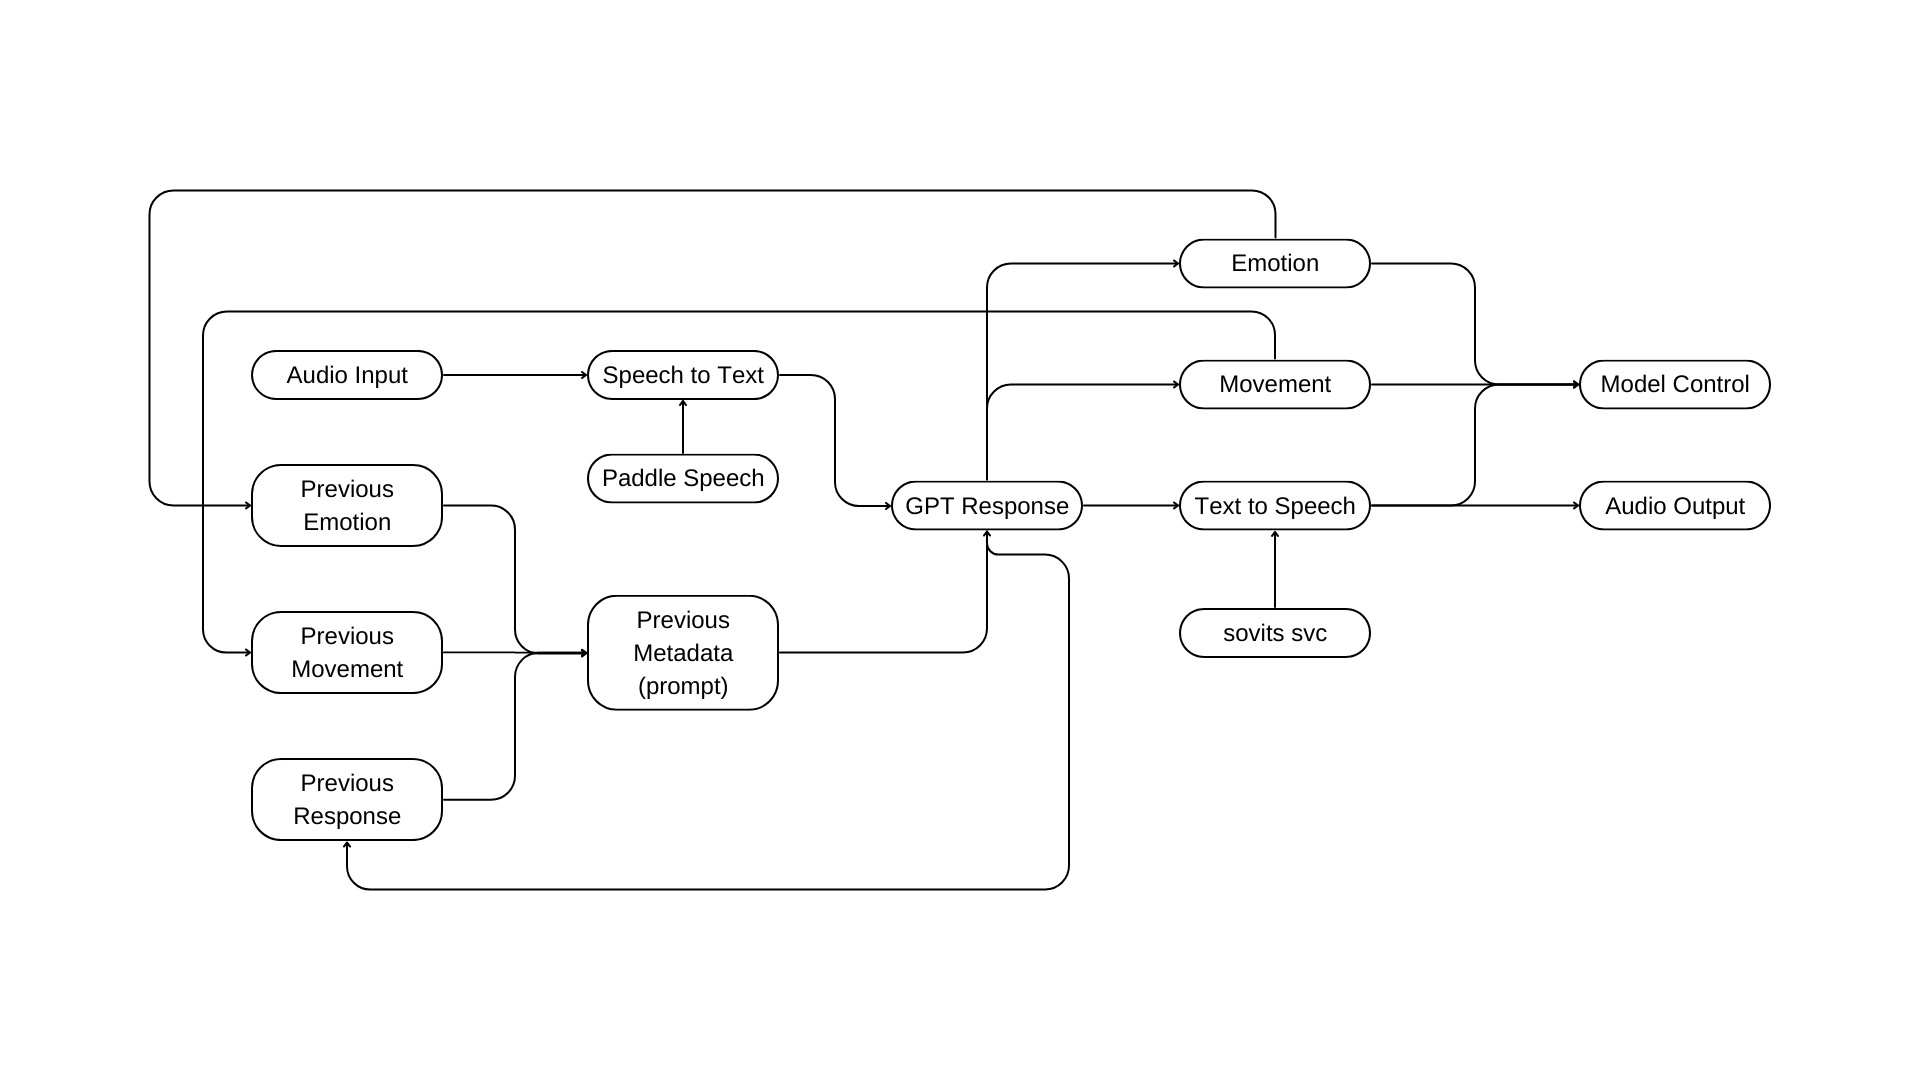 Emotion
Audio Input
Speech to Text
Movement
Model Control
Previous
Emotion
Paddle Speech
GPT Response
Text to Speech
Audio Output
Previous
Movement
Previous
Metadata
(prompt)
sovits svc
Previous
Response